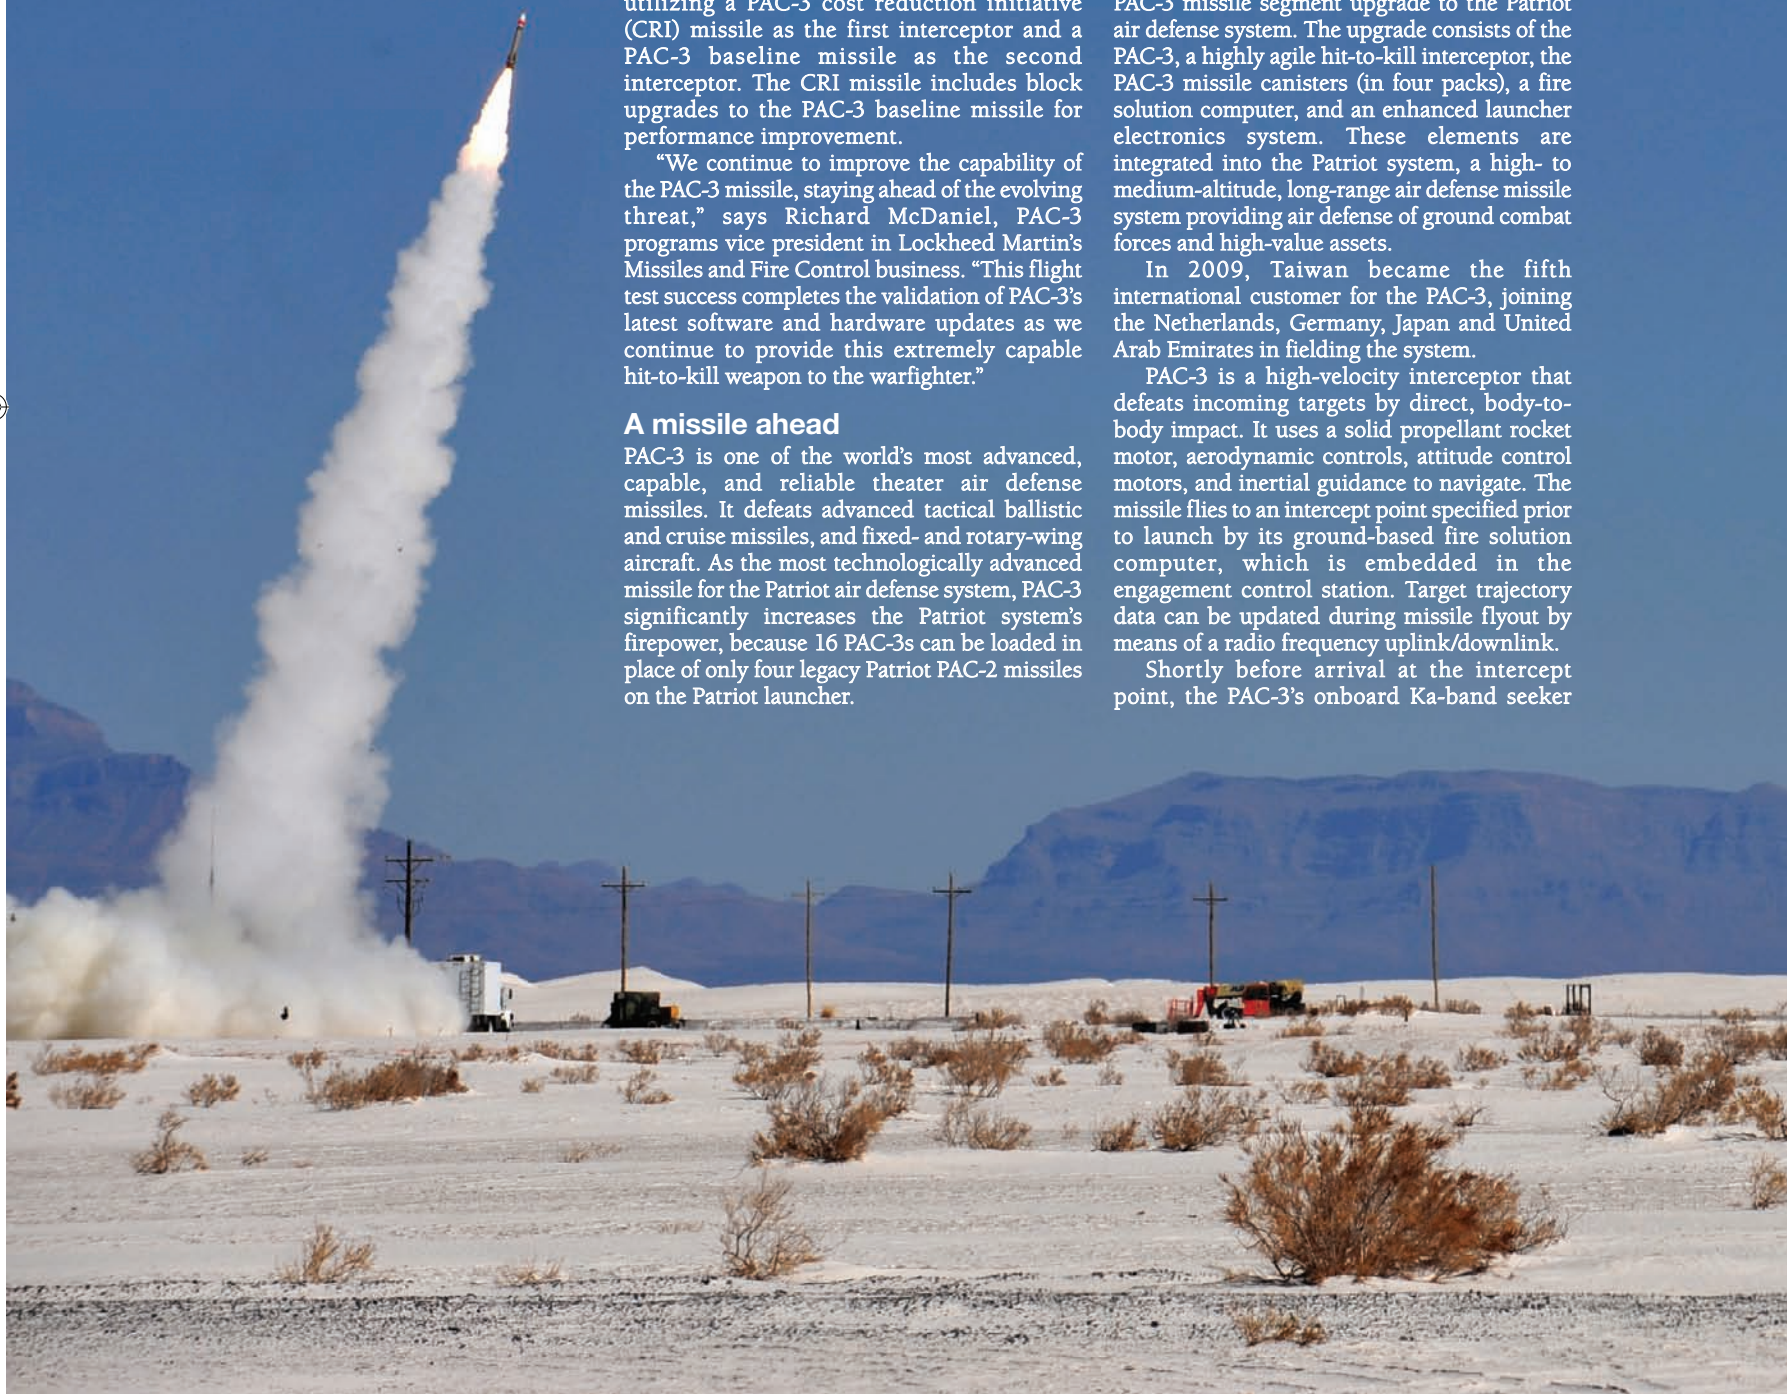 utilizing a PAC-3 cost reduction initiative
(CRI) missile as the first interceptor and a
PAC-3 baseline missile as the second
interceptor. The CRI missile includes block
upgrades to the PAC-3 baseline missile for
performance improvement.
“We continue to improve the capability of
the PAC-3 missile, staying ahead of the evolving
threat,” says Richard McDaniel, PAC-3
programs vice president in Lockheed Martin’s
Missiles and Fire Control business. “This flight
test success completes the validation of PAC-3’s
latest software and hardware updates as we
continue to provide this extremely capable
hit-to-kill weapon to the warfighter.”
A missile ahead
PAC-3 is one of the world’s most advanced,
capable, and reliable theater air defense
missiles. It defeats advanced tactical ballistic
and cruise missiles, and fixed- and rotary-wing
aircraft. As the most technologically advanced
missile for the Patriot air defense system, PAC-3
significantly increases the Patriot system’s
firepower, because 16 PAC-3s can be loaded in
place of only four legacy Patriot PAC-2 missiles
on the Patriot launcher.
PAC-3 missile segment upgrade to the Patriot
air defense system. The upgrade consists of the
PAC-3, a highly agile hit-to-kill interceptor, the
PAC-3 missile canisters (in four packs), a fire
solution computer, and an enhanced launcher
electronics system. These elements are
integrated into the Patriot system, a high- to
medium-altitude, long-range air defense missile
system providing air defense of ground combat
forces and high-value assets.
In 2009, Taiwan became the fifth
international customer for the PAC-3, joining
the Netherlands, Germany, Japan and United
Arab Emirates in fielding the system.
PAC-3 is a high-velocity interceptor that
defeats incoming targets by direct, body-to-
body impact. It uses a solid propellant rocket
motor, aerodynamic controls, attitude control
motors, and inertial guidance to navigate. The
missile flies to an intercept point specified prior
to launch by its ground-based fire solution
computer, which is embedded in the
engagement control station. Target trajectory
data can be updated during missile flyout by
means of a radio frequency uplink/downlink.
Shortly before arrival at the intercept
point, the PAC-3’s onboard Ka-band seeker